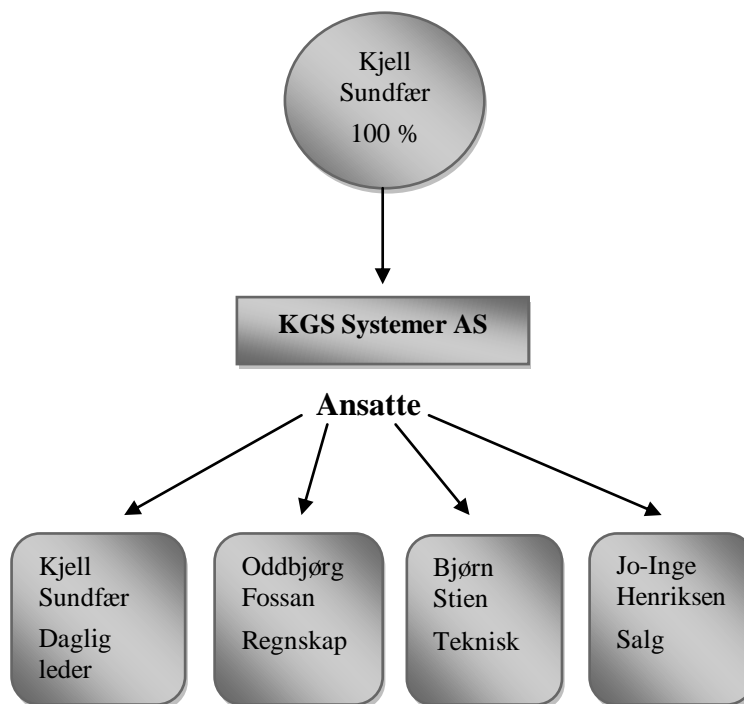 Kjell
Sundfær
100 %
KGS Systemer AS
Ansatte
Kjell
Sundfær
Daglig
leder
Oddbjørg
Fossan
Regnskap
Bjørn
Stien
Teknisk
Jo-Inge
Henriksen
Salg